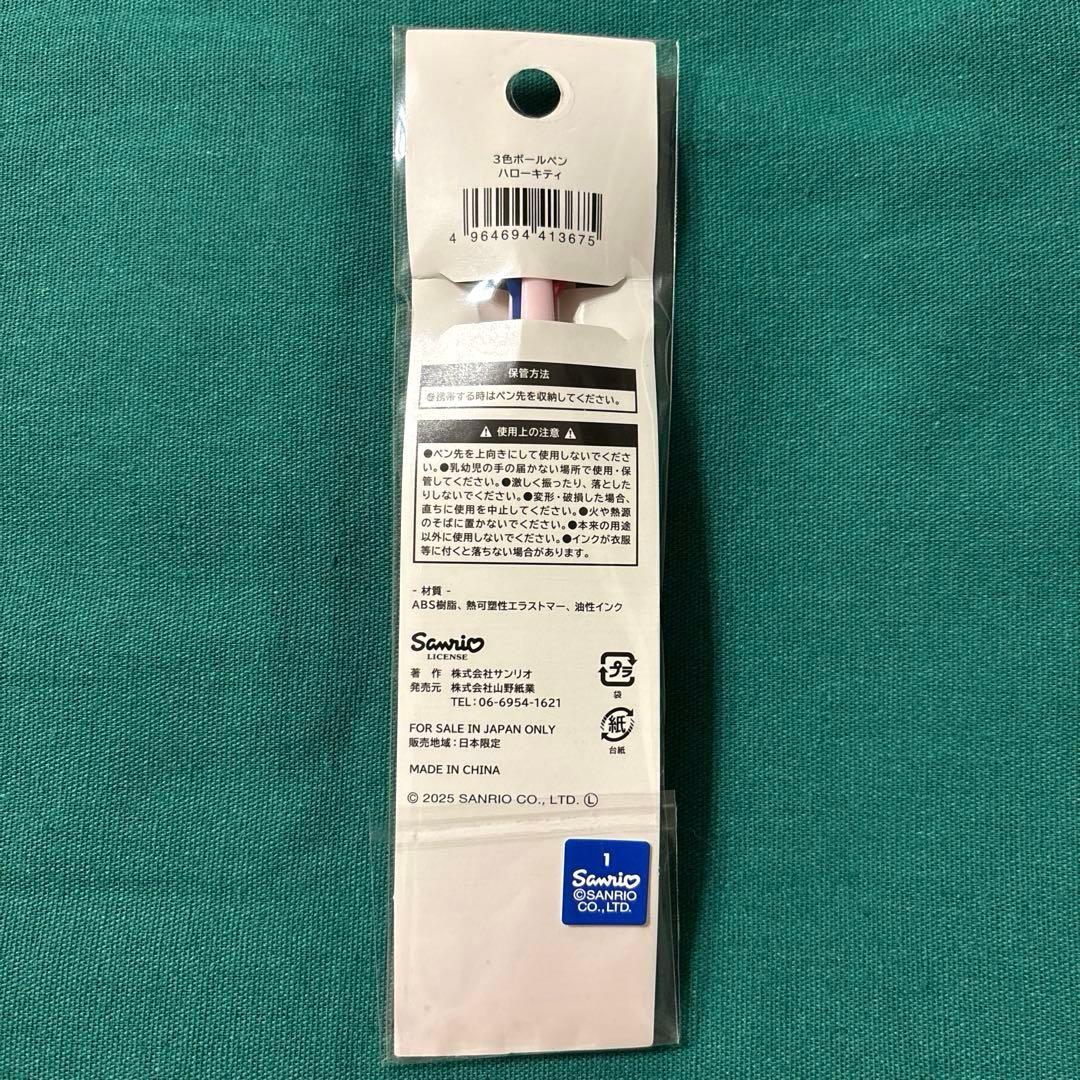 3色ボールペン
ハローキティ
4 964694 413675
保管方法
●携帯する時はペン先を収納してください。
⚠ 使用上の注意 ⚠
●ペン先を上向きにして使用しないでくださ
い。●乳幼児の手の届かない場所で使用・保
管してください。●激しく振ったり、落とした
りしないでください。●変形・破損した場合、
直ちに使用を中止してください。●火や熱源
のそばに置かないでください。●本来の用途
以外に使用しないでください。●インクが衣服
等に付くと落ちない場合があります。
- 材質 -
ABS樹脂、熱可塑性エラストマー、油性インク
Sanrio
LICENSE
著　作　株式会社サンリオ
発売元　株式会社山野紙業
TEL：06-6954-1621
プラ
袋
紙
台紙
FOR SALE IN JAPAN ONLY
販売地域：日本限定
MADE IN CHINA
© 2025 SANRIO CO., LTD. Ⓛ
1
Sanrio
©SANRIO
CO.,LTD.